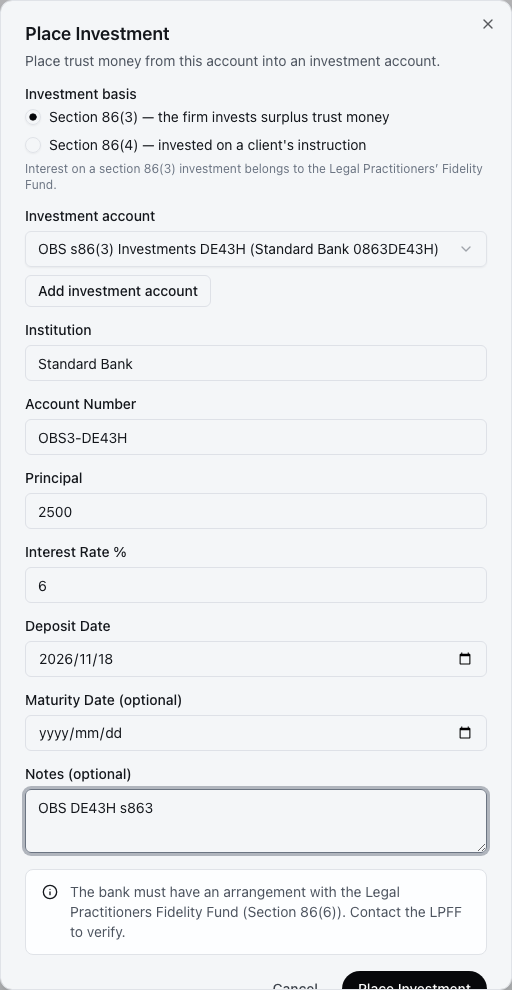 Place Investment
Place trust money from this account into an investment account.
Investment basis
Section 86(3) — the firm invests surplus trust money
Section 86(4) — invested on a client's instruction
Interest on a section 86(3) investment belongs to the Legal Practitioners’ Fidelity
Fund.
Investment account
OBS s86(3) Investments DE43H (Standard Bank 0863DE43H)
Add investment account
Institution
Standard Bank
Account Number
OBS3-DE43H
Principal
2500
Interest Rate %
6
Deposit Date
2026/11/18
Maturity Date (optional)
yyyy/mm/dd
Notes (optional)
OBS DE43H s863
The bank must have an arrangement with the Legal
Practitioners Fidelity Fund (Section 86(6)). Contact the LPFF
to verify.
Cancel Place Investment